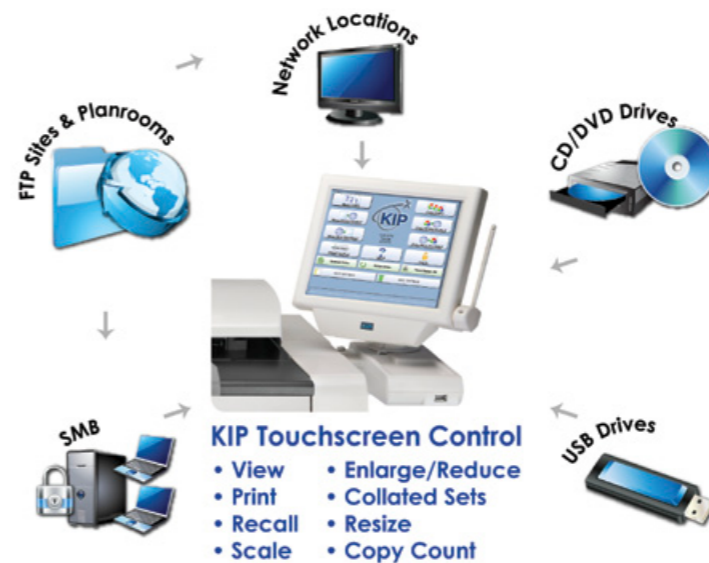 Network Locations
FTP Sites & Planrooms
CD/DVD Drives
KIP
SMB
USB Drives
KIP Touchscreen Control
• View
• Print
• Recall
• Scale
• Enlarge/Reduce
• Collated Sets
• Resize
• Copy Count